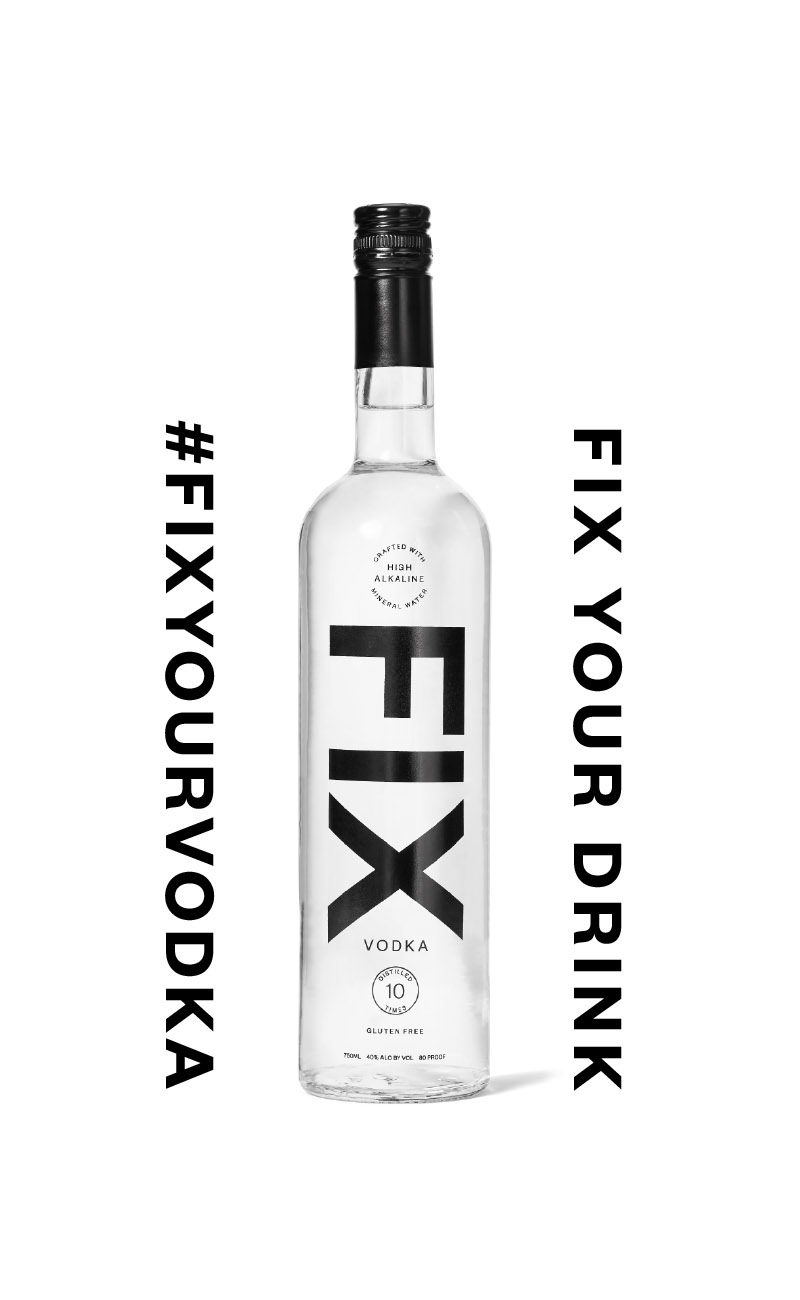 #FIXYOURVODKA
CRAFTED WITH
HIGH
ALKALINE
MINERAL WATER
FIX
VODKA
DISTILLED
10
TIMES
GLUTEN FREE
750ML 40% ALC BY VOL 80 PROOF
FIX YOUR DRINK